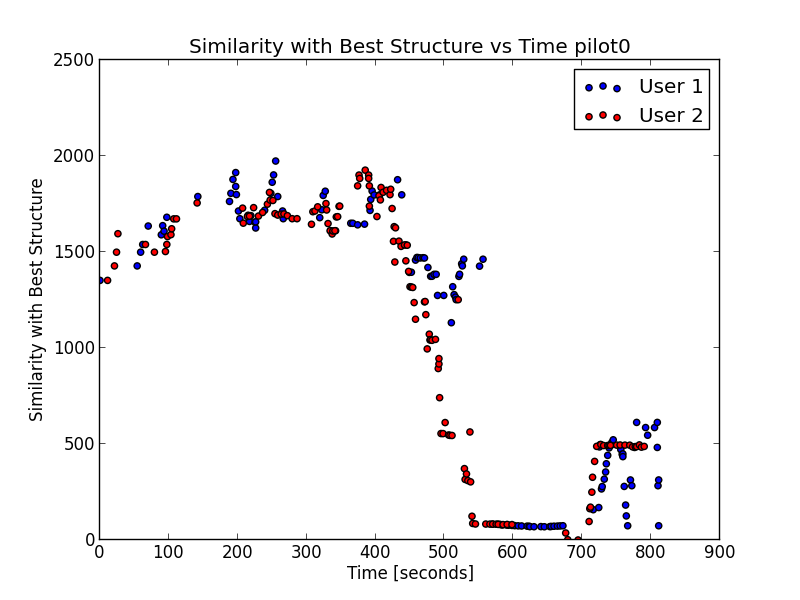 Similarity with Best Structure vs Time pilot0
2500
2000
1500
1000
500
0
Similarity with Best Structure
User 1
User 2
0 100 200 300 400 500 600 700 800 900
Time [seconds]